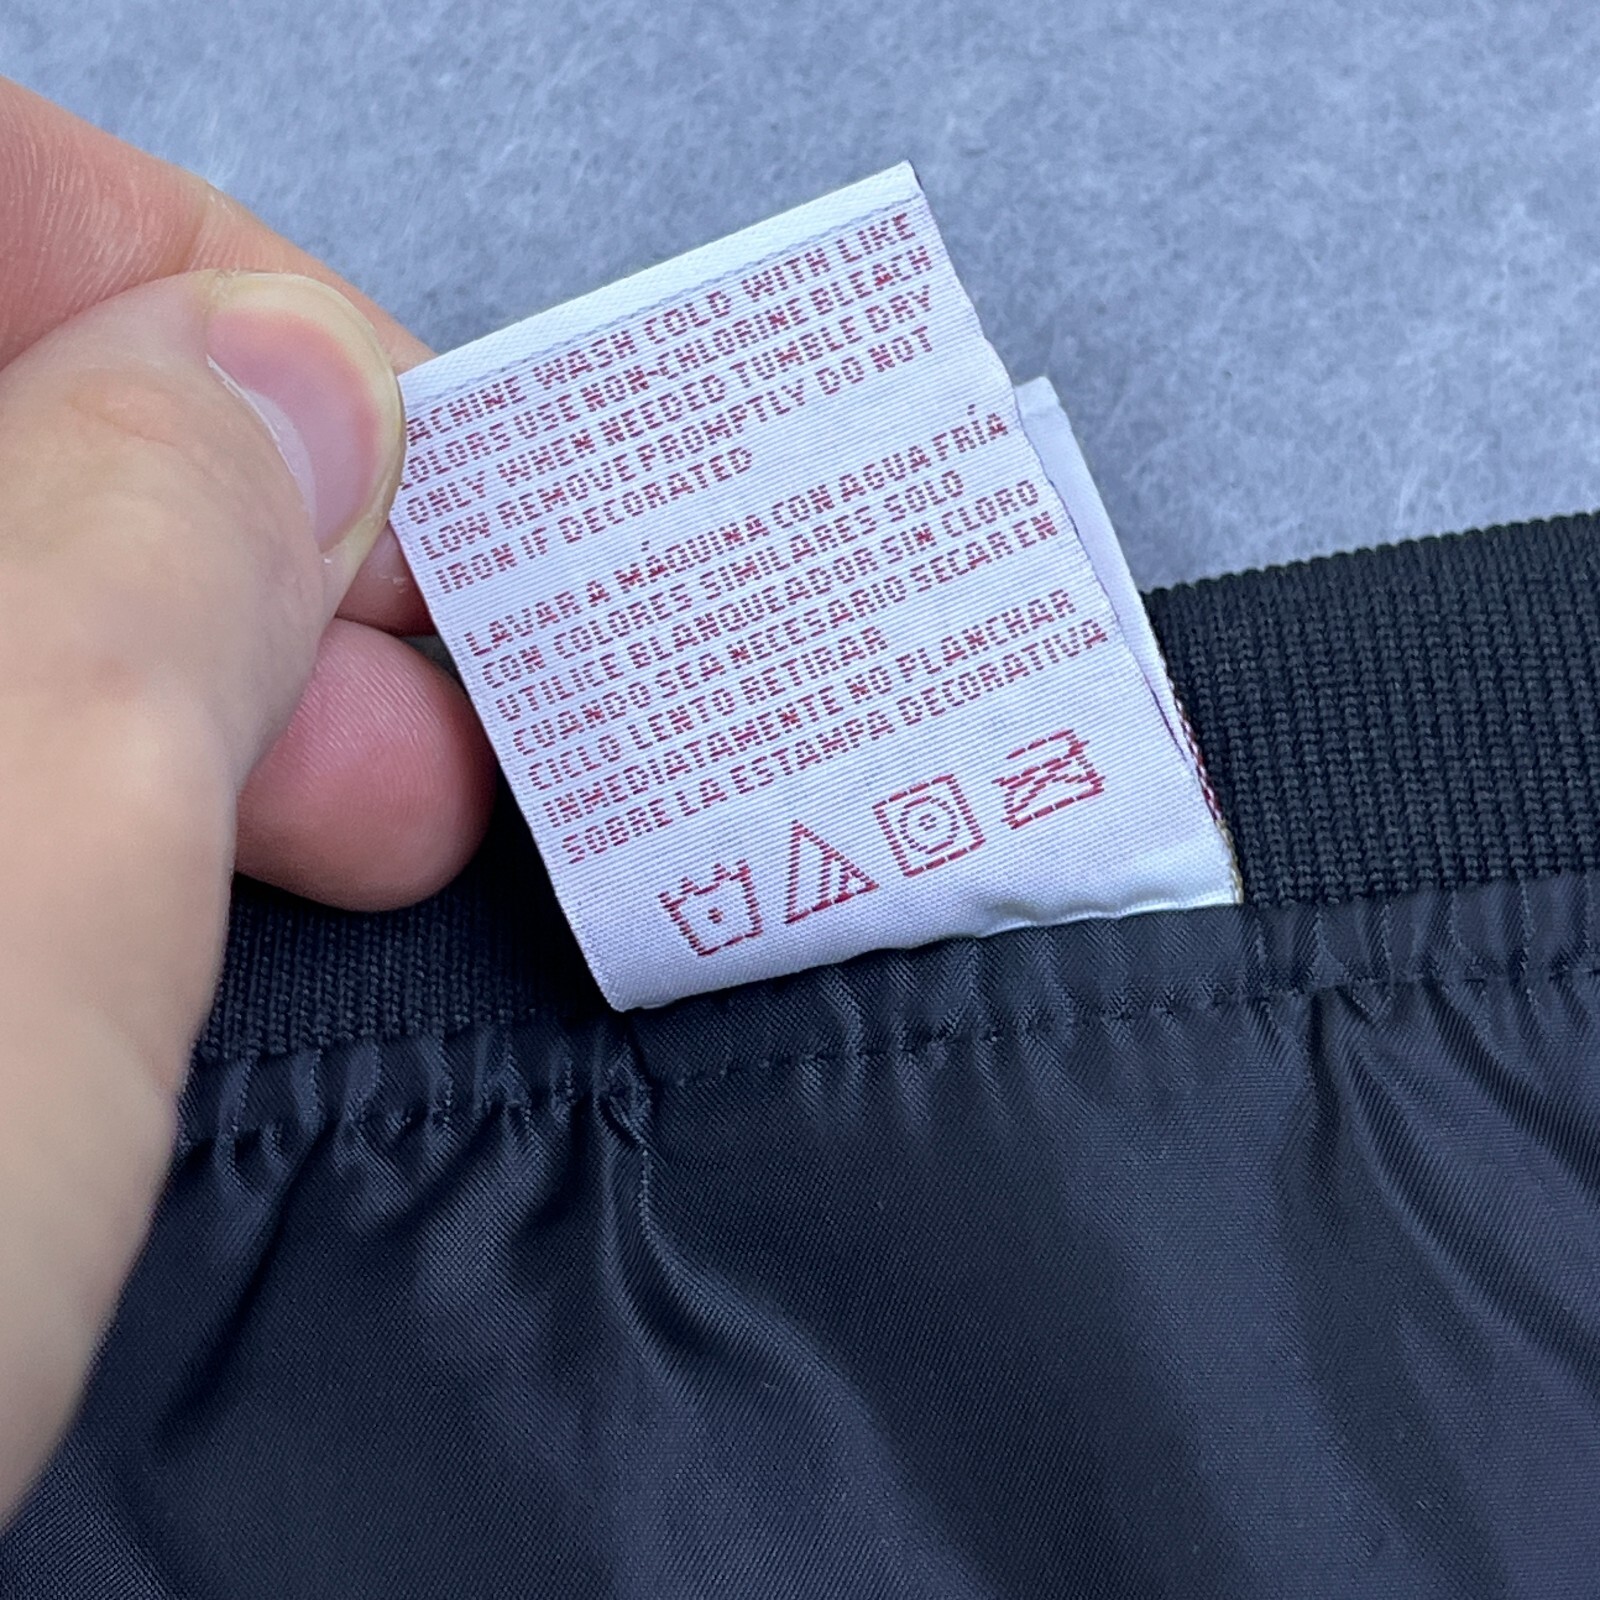 ACHINE WASH COLD WITH LIKE
OLORS USE NON-CHLORINE BLEACH
ONLY WHEN NEEDED TUMBLE DRY
LOW REMOVE PROMPTLY DO NOT
IRON IF DECORATED
LAVAR A MÁQUINA CON AGUA FRÍA
CON COLORES SIMILARES SOLO
UTILICE BLANQUEADOR SIN CLORO
CUANDO SEA NECESARIO SECAR EN
CICLO LENTO RETIRAR
INMEDIATAMENTE NO PLANCHAR
SOBRE LA ESTAMPA DECORATIVA